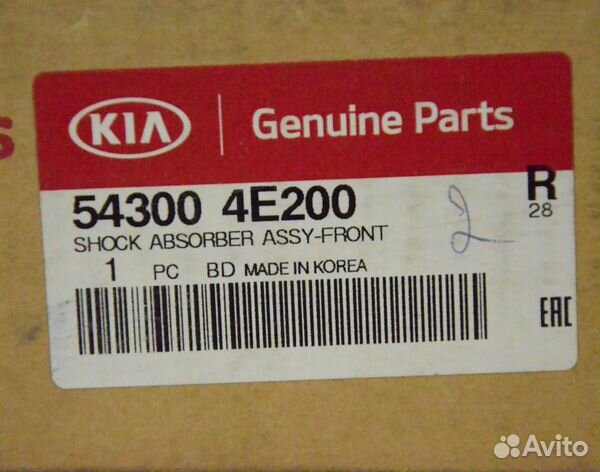 s
KIA Genuine Parts
54300 4E200 R
28
SHOCK ABSORBER ASSY-FRONT
2
1 PC BD MADE IN KOREA
EAC
Avito